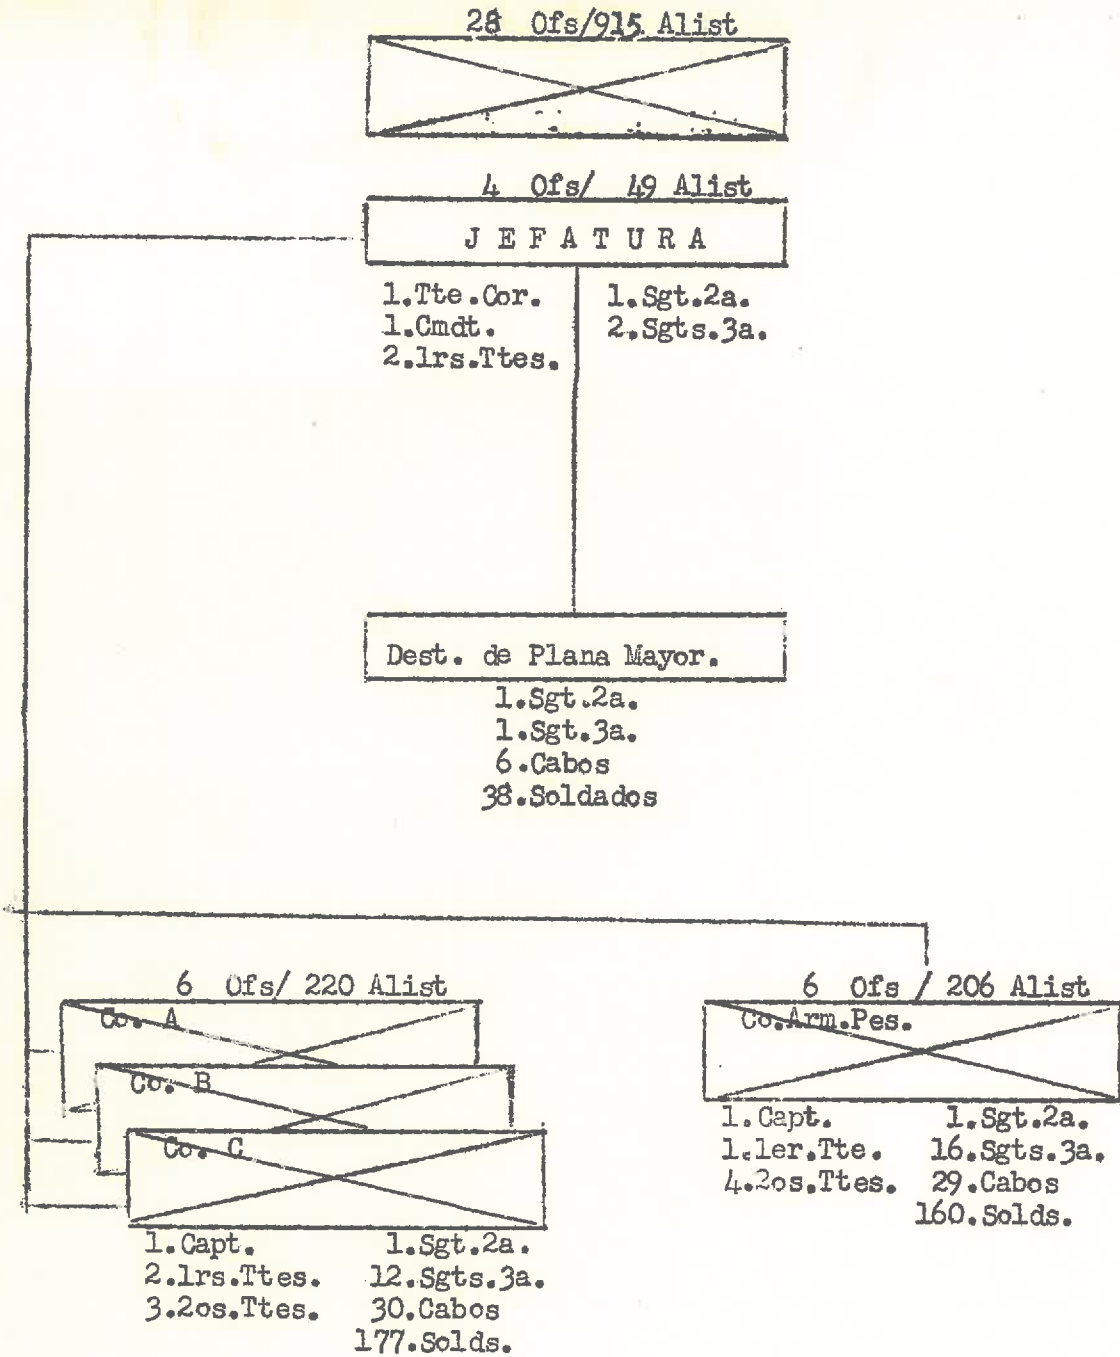 28 Ofs/915 Alist
4 Ofs/ 49 Alist
J E F A T U R A
1.Tte.Cor.
1.Cmdt.
2.1rs.Ttes.
1.Sgt.2a.
2.Sgts.3a.
Dest. de Plana Mayor.
1.Sgt.2a.
1.Sgt.3a.
6.Cabos
38.Soldados
6 Ofs/ 220 Alist
Co. A
Co. B
Co. C
1.Capt.
2.1rs.Ttes.
3.2os.Ttes.
1.Sgt.2a.
12.Sgts.3a.
30.Cabos
177.Solds.
6 Ofs / 206 Alist
Co.Arm.Pes.
1.Capt.
1.1er.Tte.
4.2os.Ttes.
1.Sgt.2a.
16.Sgts.3a.
29.Cabos
160.Solds.